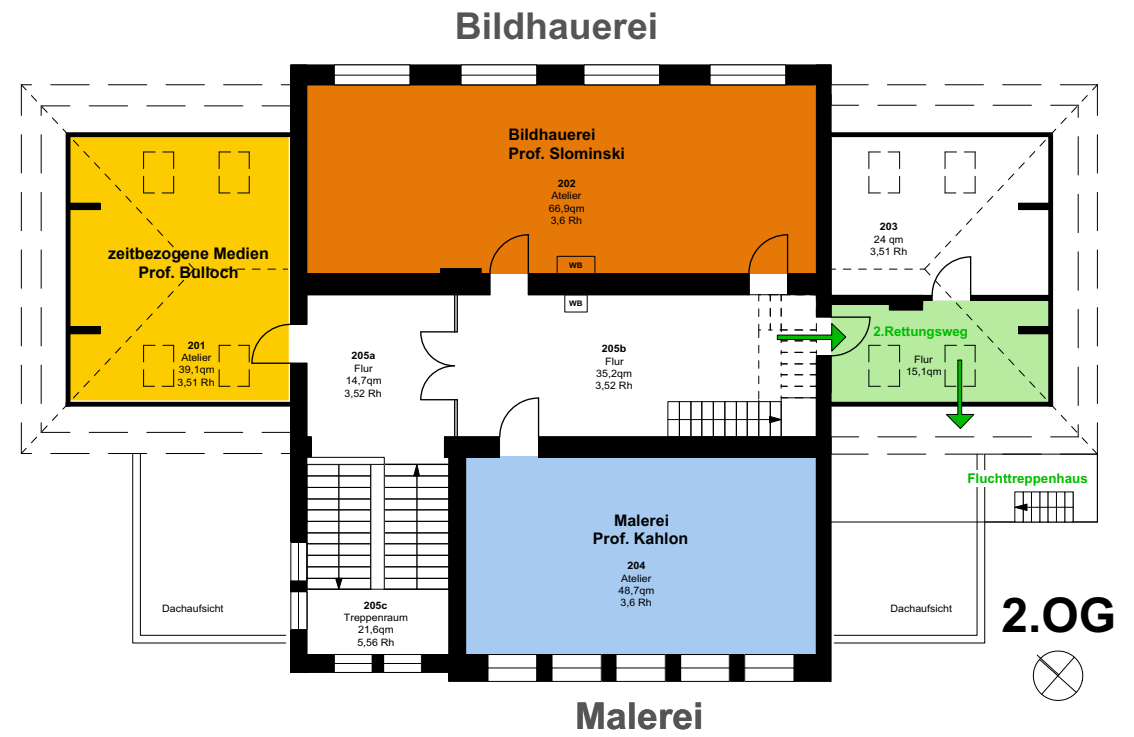 Bildhauerei
Bildhauerei
Prof. Slominski
202
Atelier
66,9qm
3,6 Rh
WB
zeitbezogene Medien
Prof. Bulloch
201
Atelier
39,1qm
3,51 Rh
203
24 qm
3,51 Rh
WB
205a
Flur
14,7qm
3,52 Rh
205b
Flur
35,2qm
3,52 Rh
2.Rettungsweg
Flur
15,1qm
Fluchttreppenhaus
Malerei
Prof. Kahlon
204
Atelier
48,7qm
3,6 Rh
205c
Treppenraum
21,6qm
5,56 Rh
Dachaufsicht
Dachaufsicht
2.OG
Malerei